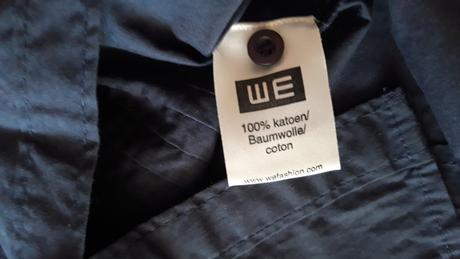 WE
100% katoen/
Baumwolle/
coton
www.wefashion.com